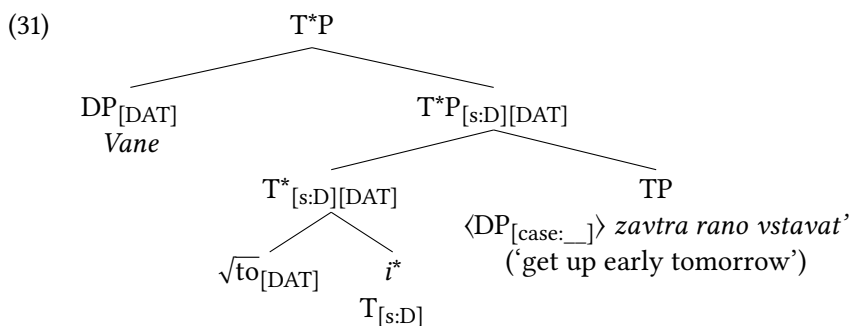 (31) T*P
DP[DAT] T*P[s:D][DAT]
Vane
T*[s:D][DAT] TP
⟨DP[case:__]⟩ zavtra rano vstavat’
√to[DAT] i* (‘get up early tomorrow’)
T[s:D]